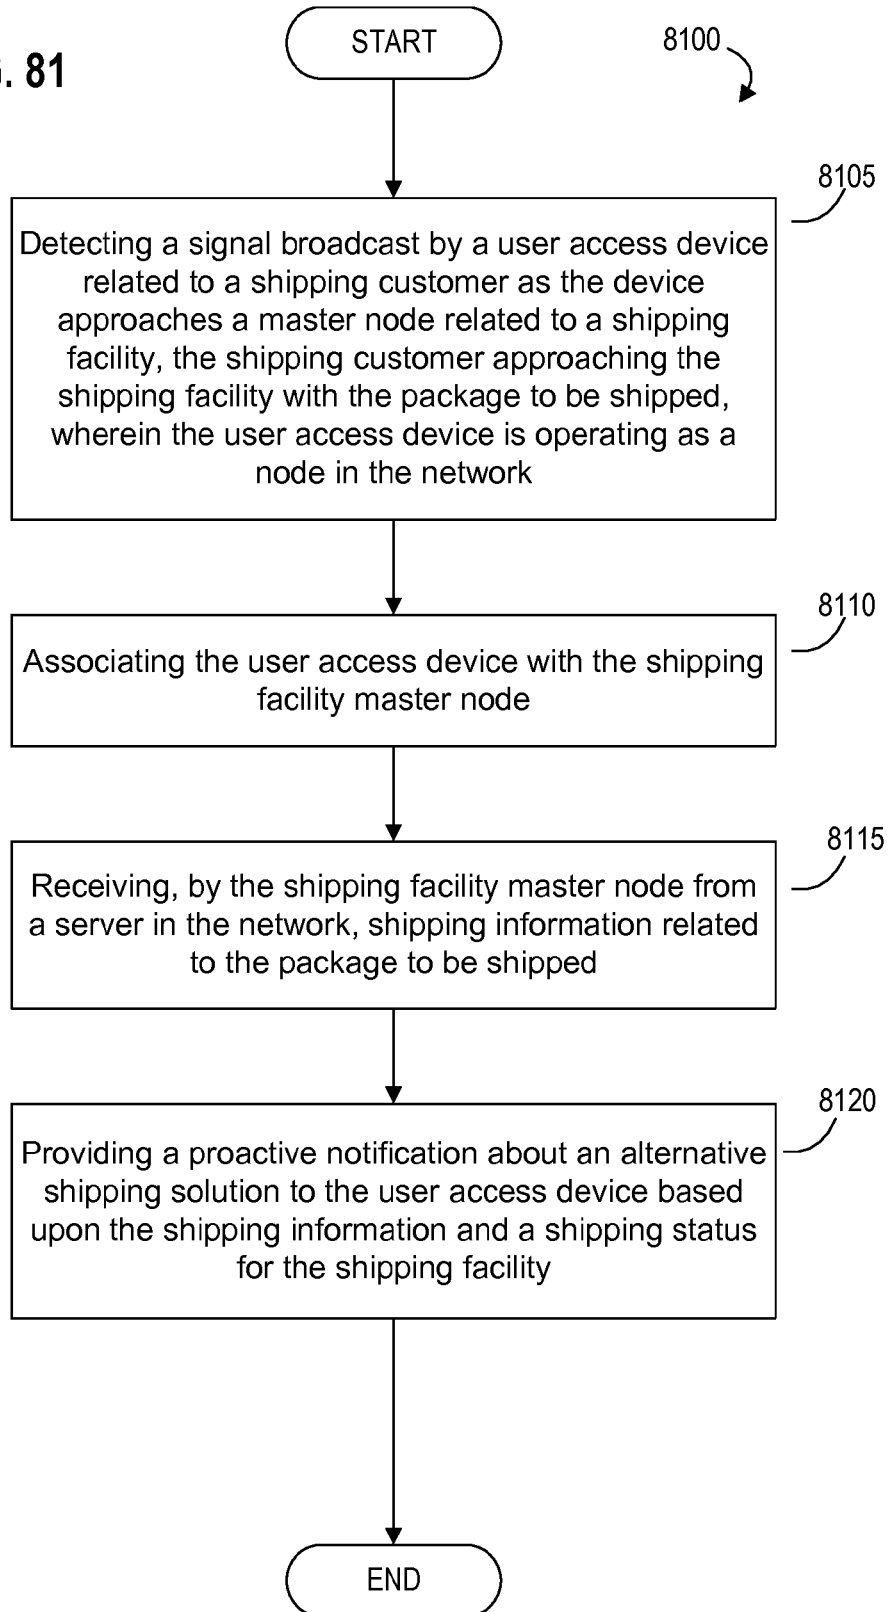 START
8100
. 81
8105
Detecting a signal broadcast by a user access device
related to a shipping customer as the device
approaches a master node related to a shipping
facility, the shipping customer approaching the
shipping facility with the package to be shipped,
wherein the user access device is operating as a
node in the network
8110
Associating the user access device with the shipping
facility master node
8115
Receiving, by the shipping facility master node from
a server in the network, shipping information related
to the package to be shipped
8120
Providing a proactive notification about an alternative
shipping solution to the user access device based
upon the shipping information and a shipping status
for the shipping facility
END